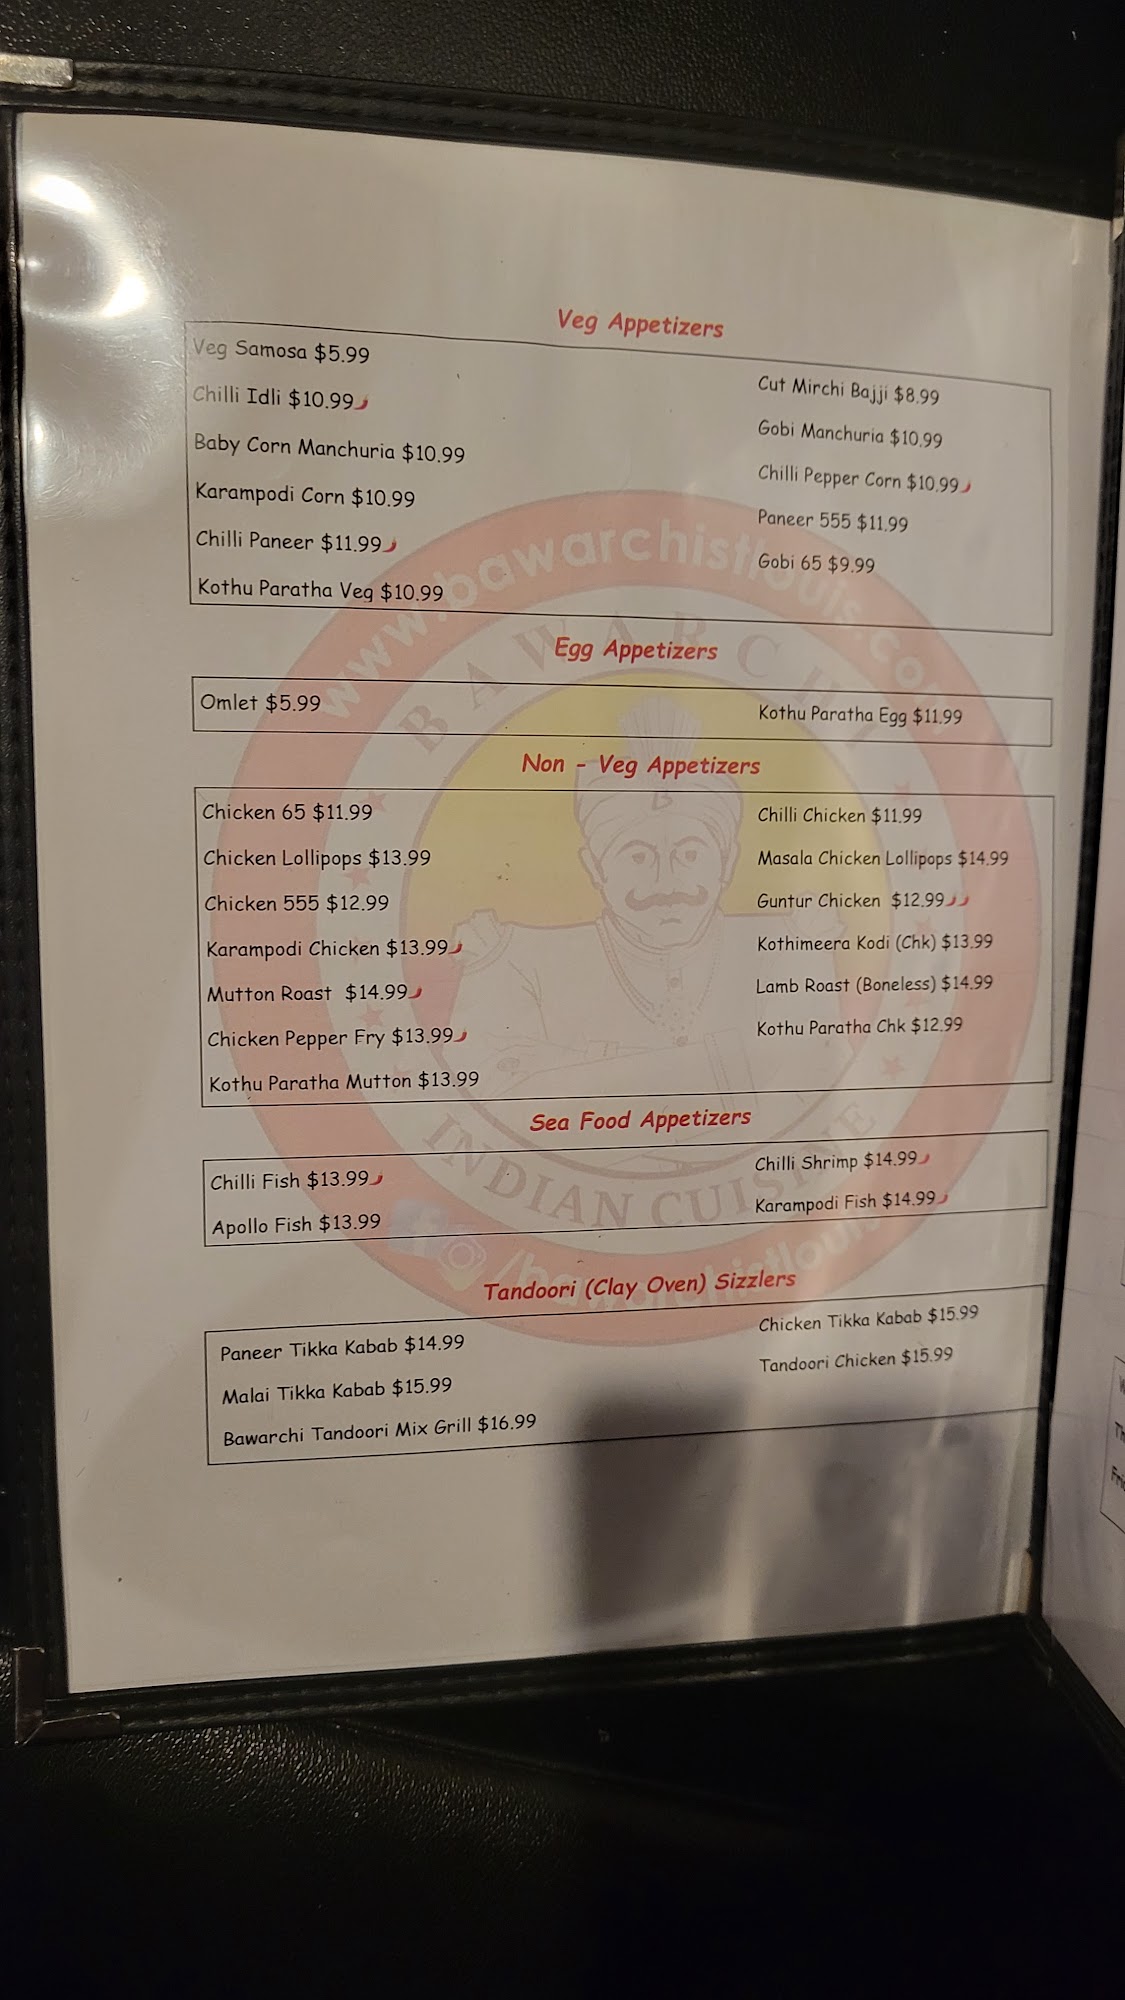 Veg Appetizers
Veg Samosa $5.99
Chilli Idli $10.99
Baby Corn Manchuria $10.99
Karampodi Corn $10.99
Chilli Paneer $11.99
Kothu Paratha Veg $10.99
Cut Mirchi Bajji $8.99
Gobi Manchuria $10.99
Chilli Pepper Corn $10.99
Paneer 555 $11.99
Gobi 65 $9.99
Egg Appetizers
Omlet $5.99
Kothu Paratha Egg $11.99
Non - Veg Appetizers
Chicken 65 $11.99
Chicken Lollipops $13.99
Chicken 555 $12.99
Karampodi Chicken $13.99
Mutton Roast $14.99
Chicken Pepper Fry $13.99
Kothu Paratha Mutton $13.99
Chilli Chicken $11.99
Masala Chicken Lollipops $14.99
Guntur Chicken $12.99
Kothimeera Kodi (Chk) $13.99
Lamb Roast (Boneless) $14.99
Kothu Paratha Chk $12.99
Sea Food Appetizers
Chilli Fish $13.99
Apollo Fish $13.99
Chilli Shrimp $14.99
Karampodi Fish $14.99
Tandoori (Clay Oven) Sizzlers
Paneer Tikka Kabab $14.99
Malai Tikka Kabab $15.99
Bawarchi Tandoori Mix Grill $16.99
Chicken Tikka Kabab $15.99
Tandoori Chicken $15.99
www.bawarchistlouis.com
BAWARCHI
INDIAN CUISINE